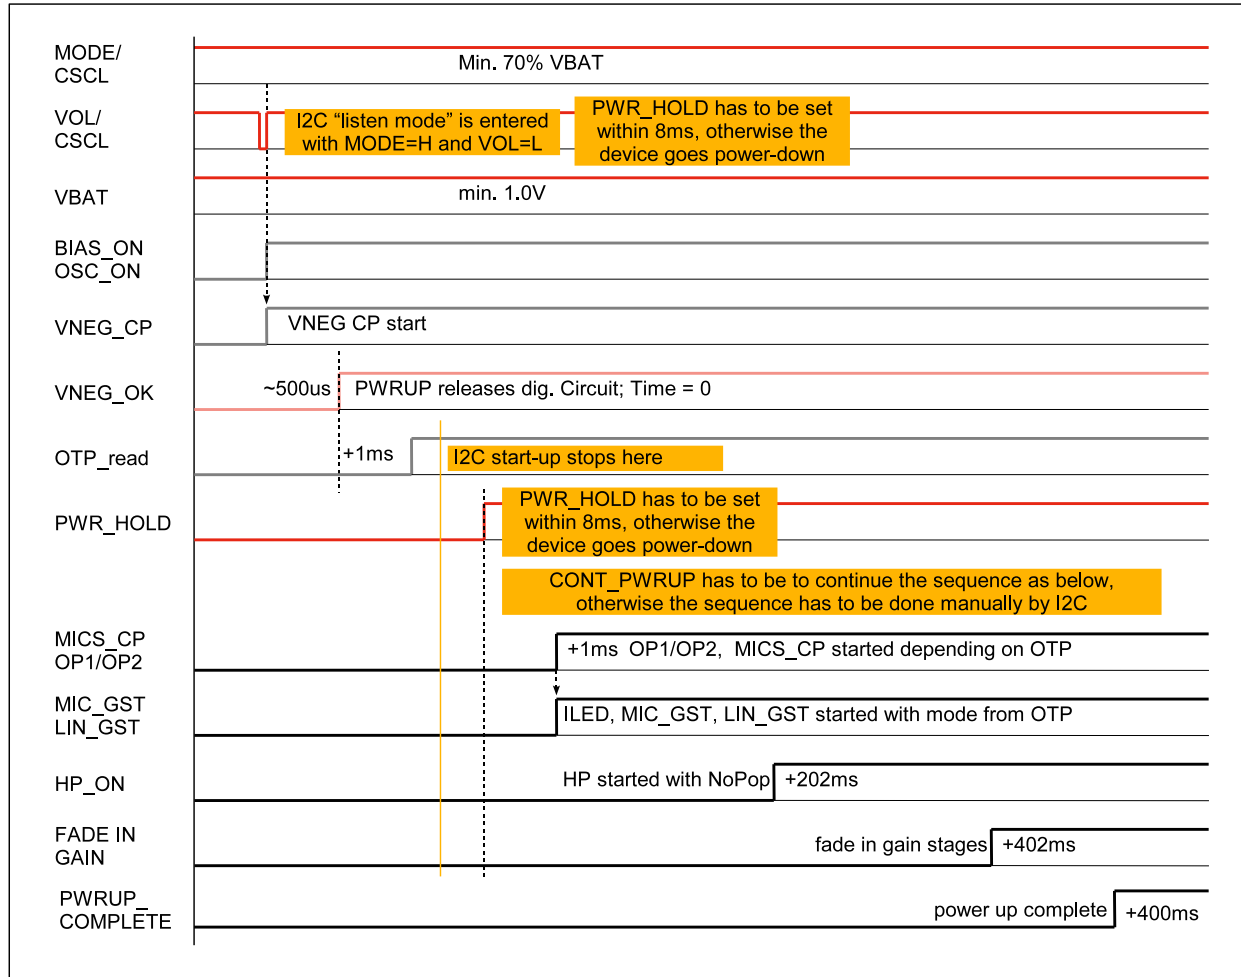 MODE/
CSCL
Min. 70% VBAT
VOL/
CSCL
I2C “listen mode” is entered
with MODE=H and VOL=L
PWR_HOLD has to be set
within 8ms, otherwise the
device goes power-down
VBAT
min. 1.0V
BIAS_ON
OSC_ON
VNEG_CP
VNEG CP start
VNEG_OK
~500us
PWRUP releases dig. Circuit; Time = 0
OTP_read
+1ms
I2C start-up stops here
PWR_HOLD
PWR_HOLD has to be set
within 8ms, otherwise the
device goes power-down
CONT_PWRUP has to be to continue the sequence as below,
otherwise the sequence has to be done manually by I2C
MICS_CP
OP1/OP2
+1ms OP1/OP2, MICS_CP started depending on OTP
MIC_GST
LIN_GST
ILED, MIC_GST, LIN_GST started with mode from OTP
HP_ON
HP started with NoPop
+202ms
FADE IN
GAIN
fade in gain stages
+402ms
PWRUP_
COMPLETE
power up complete
+400ms